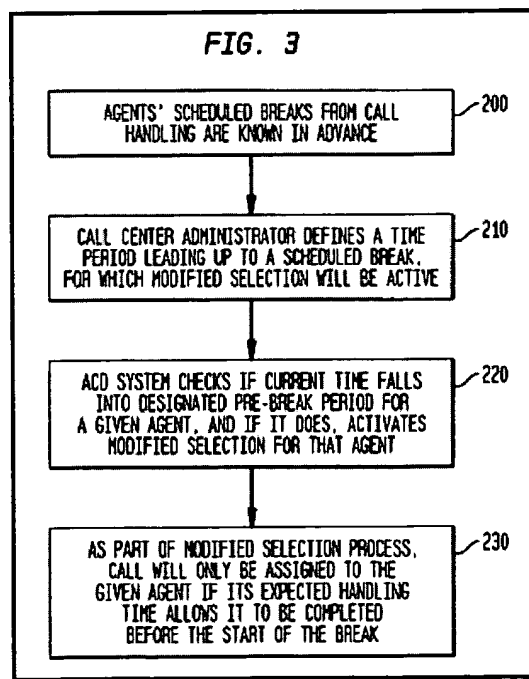 FIG. 3
AGENTS' SCHEDULED BREAKS FROM CALL
HANDLING ARE KNOWN IN ADVANCE
200
CALL CENTER ADMINISTRATOR DEFINES A TIME
PERIOD LEADING UP TO A SCHEDULED BREAK,
FOR WHICH MODIFIED SELECTION WILL BE ACTIVE
210
ACD SYSTEM CHECKS IF CURRENT TIME FALLS
INTO DESIGNATED PRE-BREAK PERIOD FOR
A GIVEN AGENT, AND IF IT DOES, ACTIVATES
MODIFIED SELECTION FOR THAT AGENT
220
AS PART OF MODIFIED SELECTION PROCESS,
CALL WILL ONLY BE ASSIGNED TO THE
GIVEN AGENT IF ITS EXPECTED HANDLING
TIME ALLOWS IT TO BE COMPLETED
BEFORE THE START OF THE BREAK
230